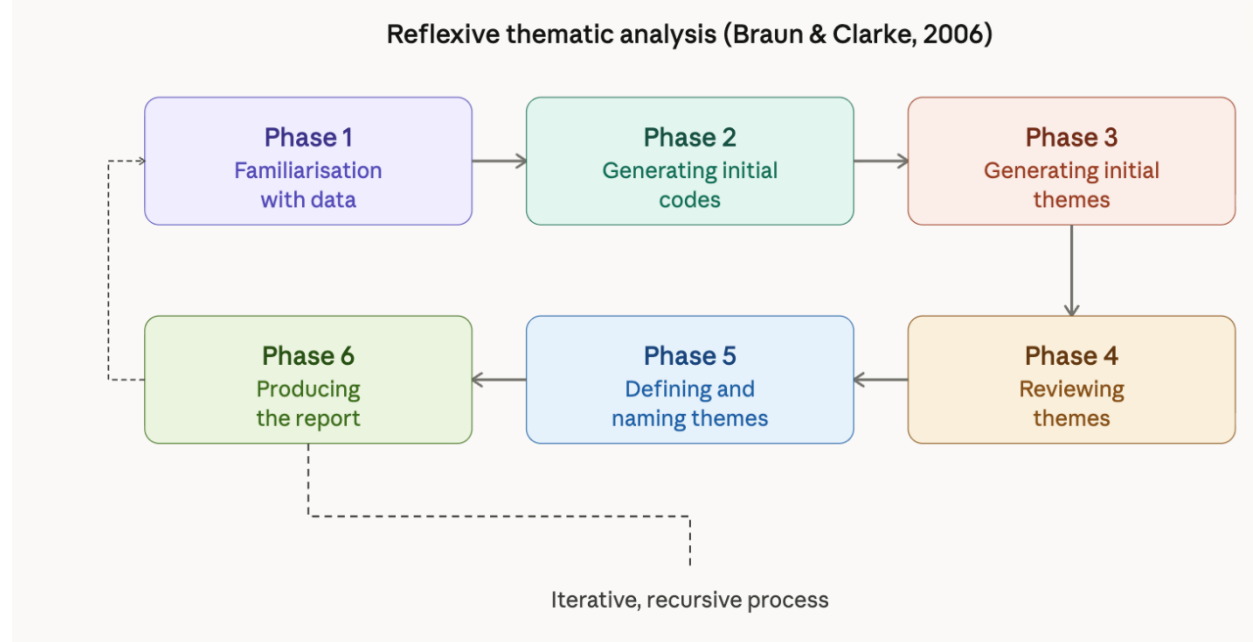 Reflexive thematic analysis (Braun & Clarke, 2006)
Phase 1
Familiarisation
with data
Phase 2
Generating initial
codes
Phase 3
Generating initial
themes
Phase 4
Reviewing
themes
Phase 5
Defining and
naming themes
Phase 6
Producing
the report
Iterative, recursive process